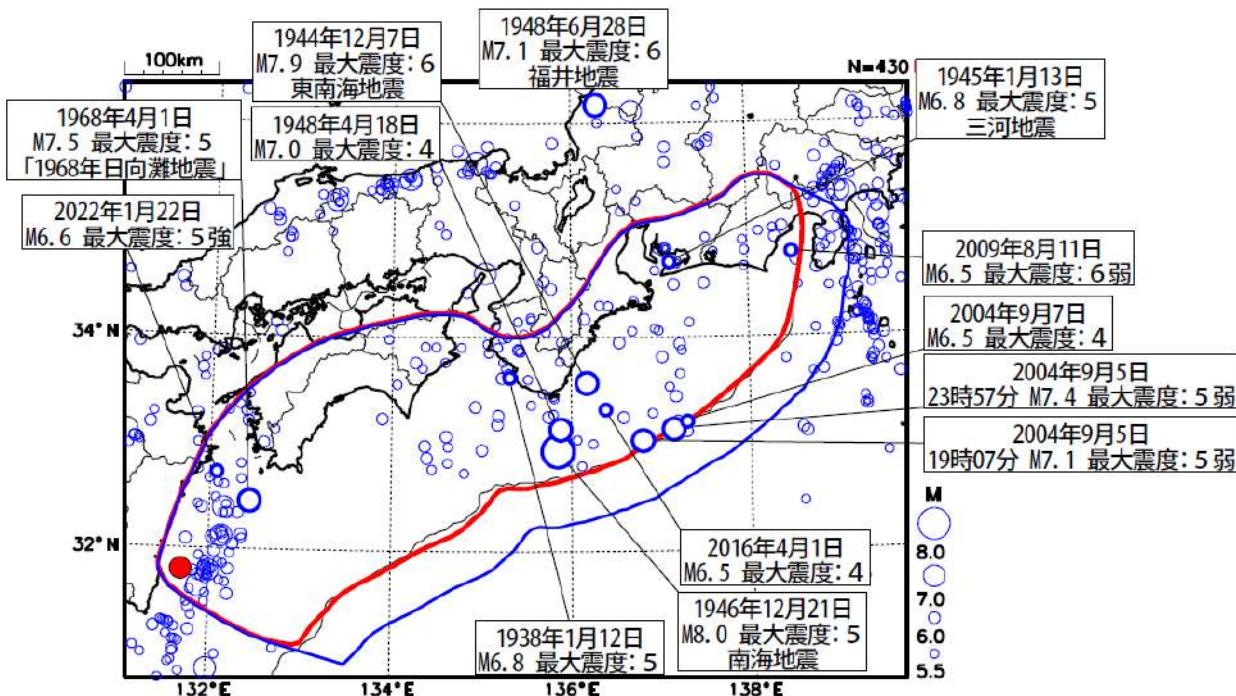 1944年12月7日
M7.9 最大震度:6
東南海地震
1948年6月28日
M7.1 最大震度:6
福井地震
100km
N=430
1945年1月13日
M6.8 最大震度:5
三河地震
1968年4月1日
M7.5 最大震度:5
「1968年日向灘地震」
1948年4月18日
M7.0 最大震度:4
2022年1月22日
M6.6 最大震度:5強
2009年8月11日
M6.5 最大震度:6弱
2004年9月7日
M6.5 最大震度:4
2004年9月5日
23時57分 M7.4 最大震度:5弱
2004年9月5日
19時07分 M7.1 最大震度:5弱
34°N
32°N
M
8.0
7.0
6.0
5.5
2016年4月1日
M6.5 最大震度:4
1946年12月21日
M8.0 最大震度:5
南海地震
1938年1月12日
M6.8 最大震度:5
132°E
134°E
136°E
138°E